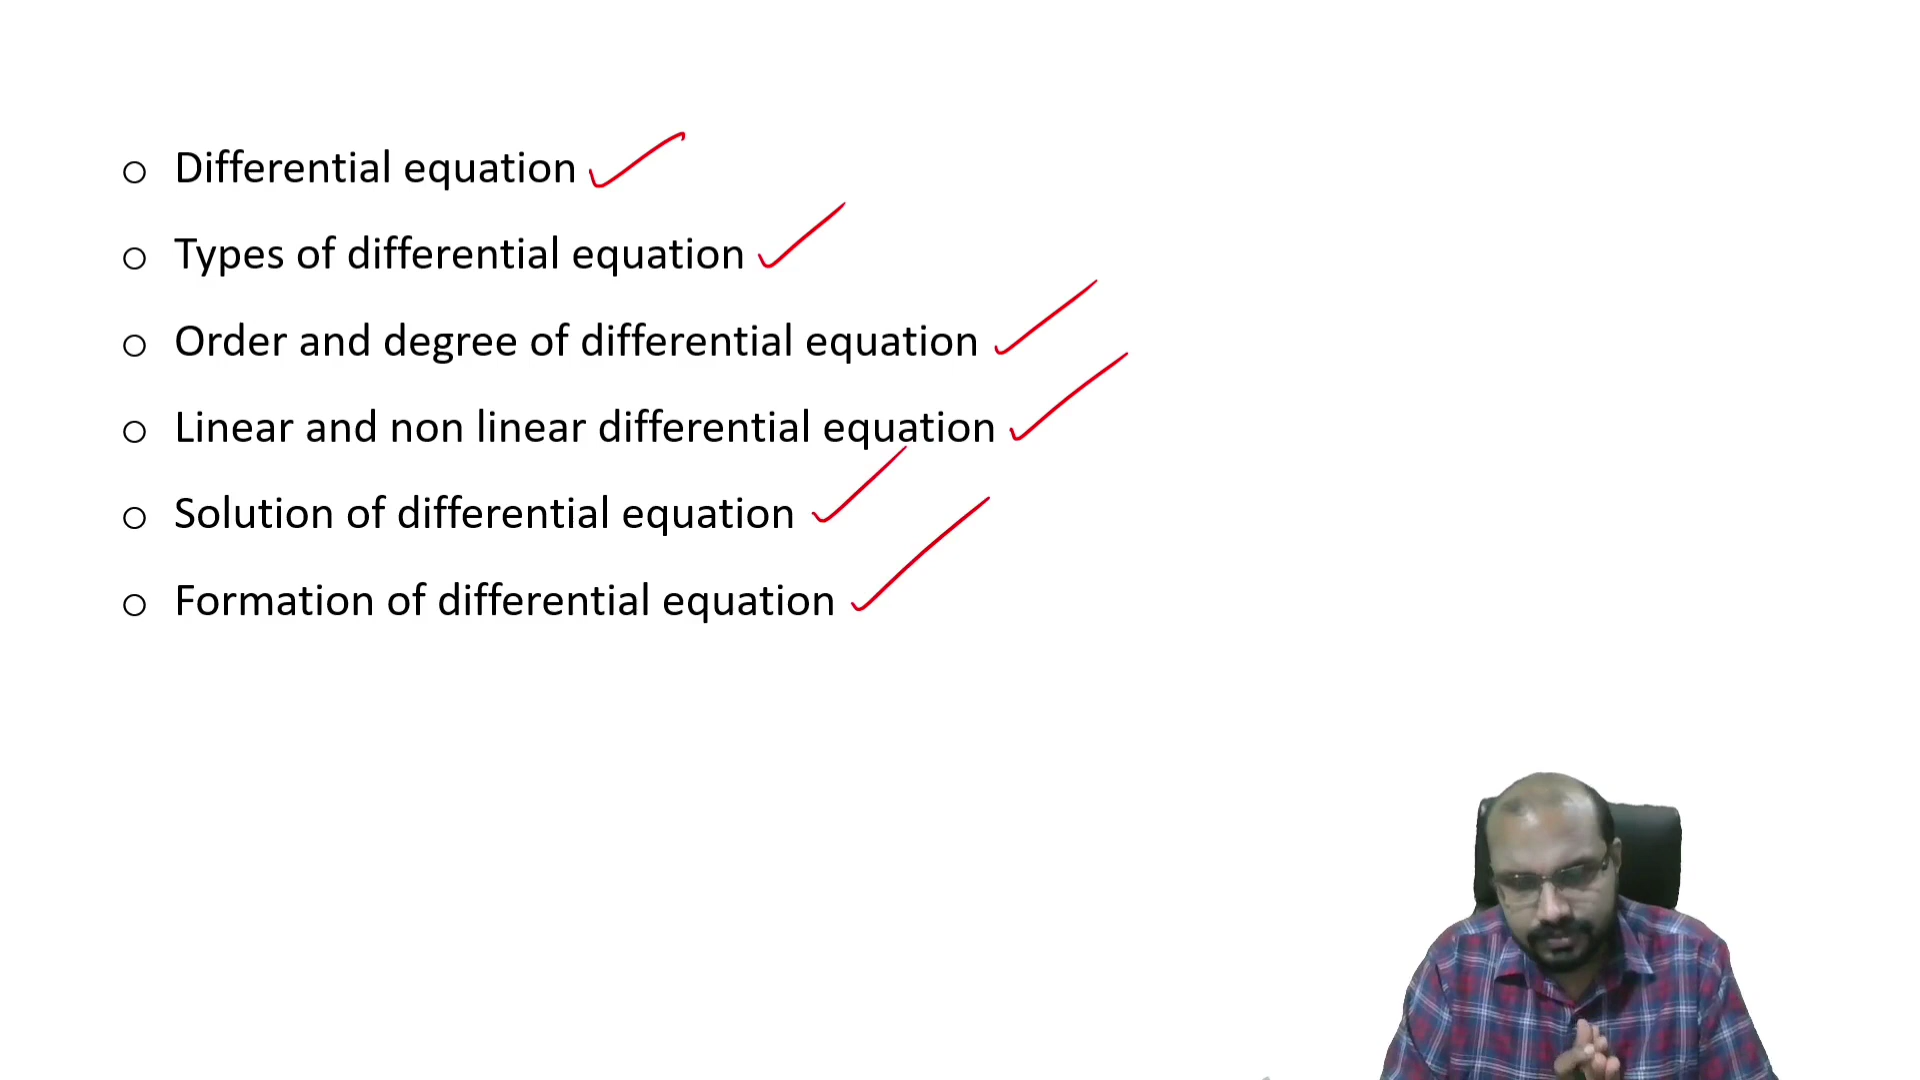 Differential equation
Types of differential equation
Order and degree of differential equation
Linear and non linear differential equation
Solution of differential equation
Formation of differential equation